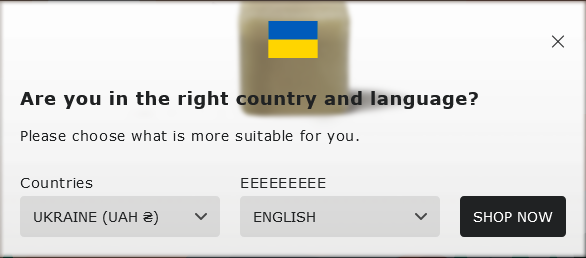 Are you in the right country and language?
Please choose what is more suitable for you.
Countries EEEEEEEEE
UKRAINE (UAH ₴) ENGLISH SHOP NOW